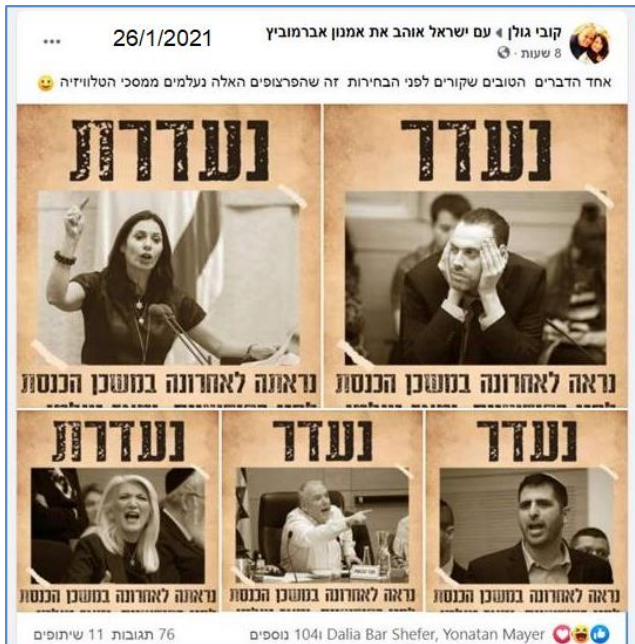 קובי גולן ◂ עם ישראל אוהב את אמנון אברמוביץ
26/1/2021
8 שעות ·
אחד הדברים הטובים שקורים לפני הבחירות זה שהפרצופים האלה נעלמים ממסכי הטלוויזיה
נעדר
נראה לאחרונה במשכן הכנסת
נעדרת
נראתה לאחרונה במשכן הכנסת
נעדר
נראה לאחרונה במשכן הכנסת
נעדר
נראה לאחרונה במשכן הכנסת
נעדרת
נראתה לאחרונה במשכן הכנסת
Dalia Bar Shefer, Yonatan Mayer ו104 נוספים
76 תגובות 11 שיתופים